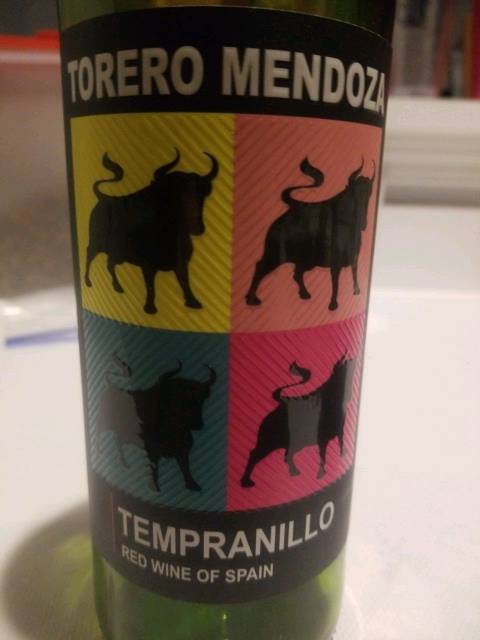 TORERO MENDOZA
TEMPRANILLO
RED WINE OF SPAIN